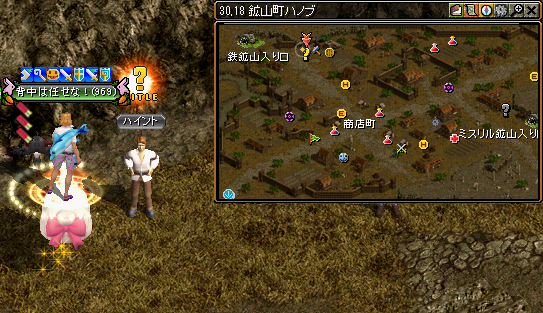 30,18 鉱山町ハノブ
鉄鉱山入り口
商店町
ミスリル鉱山入り
背中は任せな！(969)
TITLE
ハイント